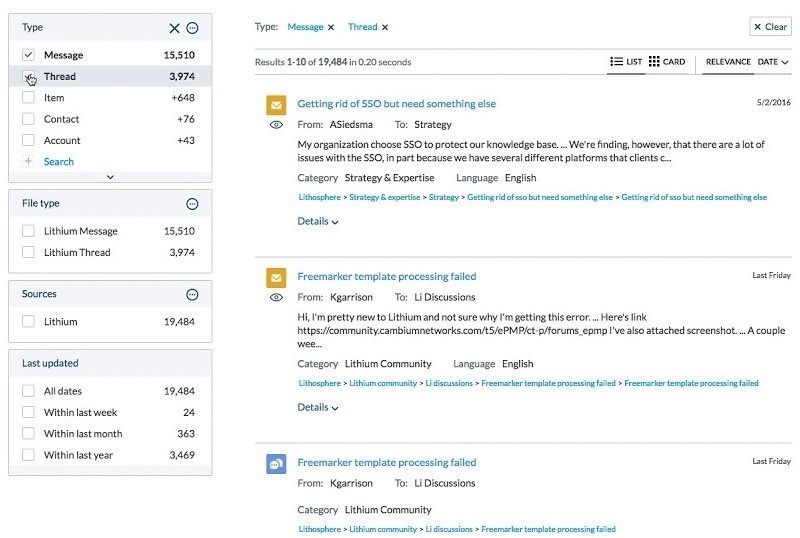 Type
Message 15,510
Thread 3,974
Item +648
Contact +76
Account +43
+ Search
File type
Lithium Message 15,510
Lithium Thread 3,974
Sources
Lithium 19,484
Last updated
All dates 19,484
Within last week 24
Within last month 363
Within last year 3,469
Type: Message × Thread × × Clear
Results 1-10 of 19,484 in 0.20 seconds LIST CARD RELEVANCE DATE
Getting rid of SSO but need something else 5/2/2016
From: ASiedsma To: Strategy
My organization choose SSO to protect our knowledge base. ... We're finding, however, that there are a lot of
issues with the SSO, in part because we have several different platforms that clients c...
Category Strategy & Expertise Language English
Lithosphere > Strategy & expertise > Strategy > Getting rid of sso but need something else > Getting rid of sso but need something else
Details
Freemarker template processing failed Last Friday
From: Kgarrison To: Li Discussions
Hi, I'm pretty new to Lithium and not sure why I'm getting this error. ... Here's link
https://community.cambiumnetworks.com/t5/ePMP/ct-p/forums_epmp I've also attached screenshot. ... A couple
wee...
Category Lithium Community Language English
Lithosphere > Lithium community > Li discussions > Freemarker template processing failed > Freemarker template processing failed
Details
Freemarker template processing failed Last Friday
From: Kgarrison To: Li Discussions
Category Lithium Community
Lithosphere > Lithium community > Li discussions > Freemarker template processing failed